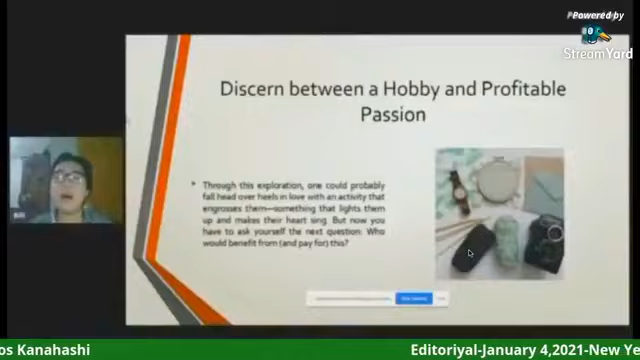 Powered by
StreamYard
Discern between a Hobby and Profitable
Passion
Through this exploration, one could probably
fall head over heels in love with an activity that
engrosses them—something that lights them
up and makes their heart sing. But now you
have to ask yourself the next question: Who
would benefit from (and pay for) this?
os Kanahashi
Editoriyal-January 4,2021-New Ye